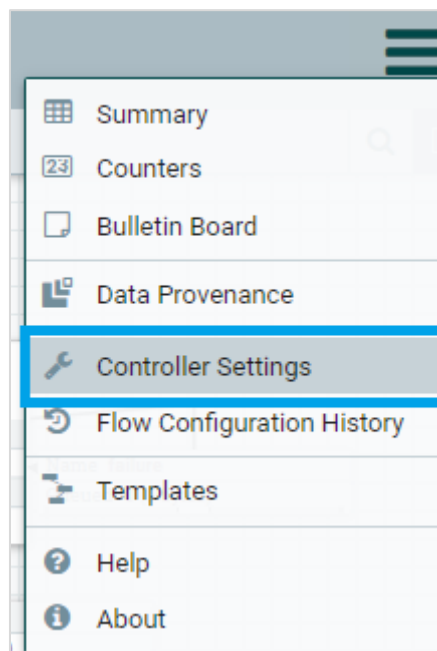 Summary
23
Counters
Bulletin Board
Data Provenance
Controller Settings
Flow Configuration History
Templates
Help
About